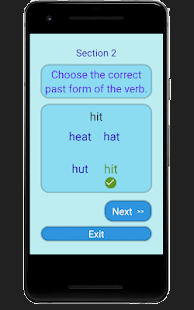 Section 2
Choose the correct
past form of the verb.
hit
heat hat
hut hit
Next >>
Exit